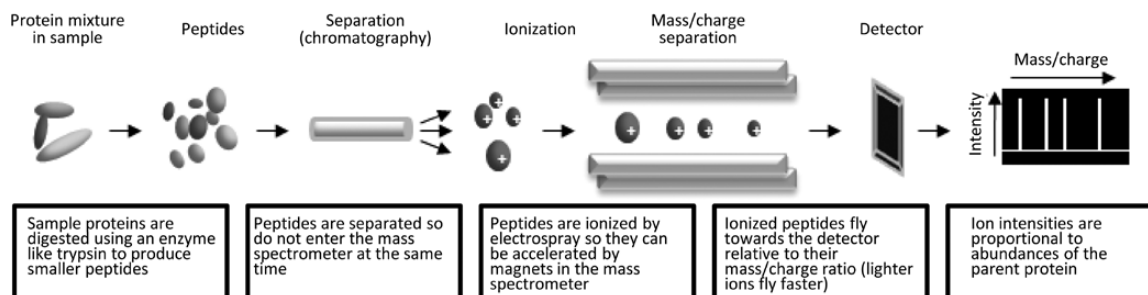 Protein mixture
in sample
Peptides
Separation
(chromatography)
Ionization
Mass/charge
separation
Detector
Mass/charge
Intensity
+
+
+
+
+
+
+
+
Sample proteins are
digested using an enzyme
like trypsin to produce
smaller peptides
Peptides are separated so
do not enter the mass
spectrometer at the same
time
Peptides are ionized by
electrospray so they can
be accelerated by
magnets in the mass
spectrometer
Ionized peptides fly
towards the detector
relative to their
mass/charge ratio (lighter
ions fly faster)
Ion intensities are
proportional to
abundances of the
parent protein